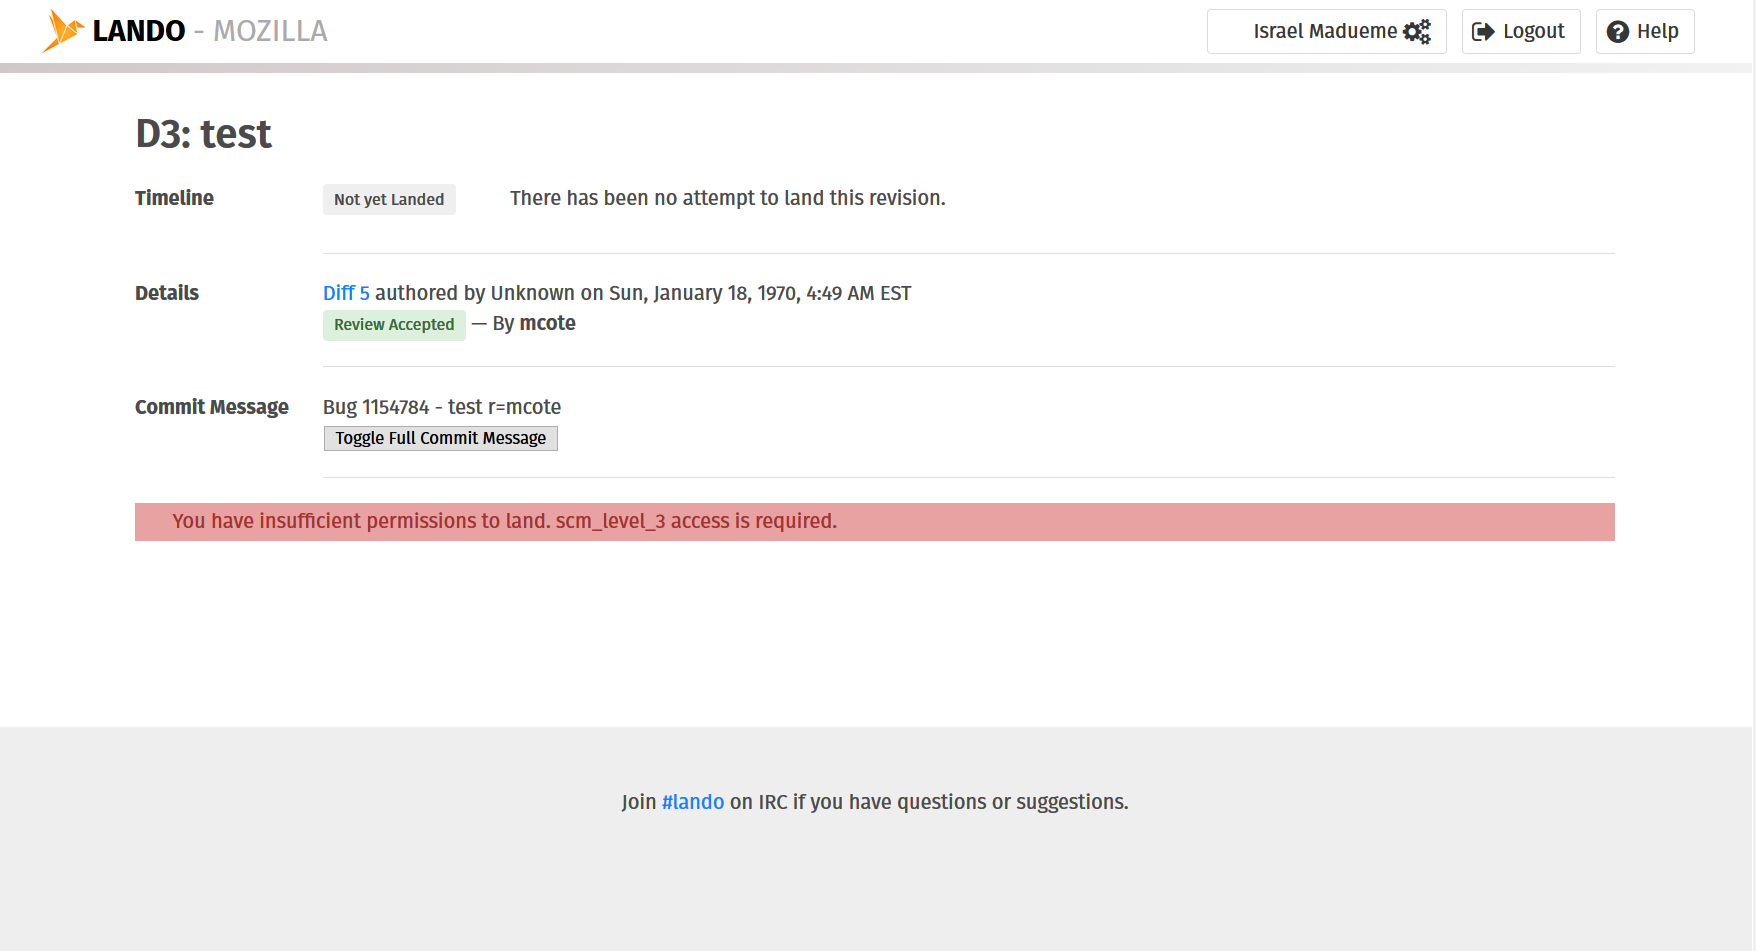 LANDO - MOZILLA
Israel Madueme
Logout
Help
D3: test
Timeline
Not yet Landed
There has been no attempt to land this revision.
Details
Diff 5 authored by Unknown on Sun, January 18, 1970, 4:49 AM EST
Review Accepted — By mcote
Commit Message
Bug 1154784 - test r=mcote
Toggle Full Commit Message
You have insufficient permissions to land. scm_level_3 access is required.
Join #lando on IRC if you have questions or suggestions.